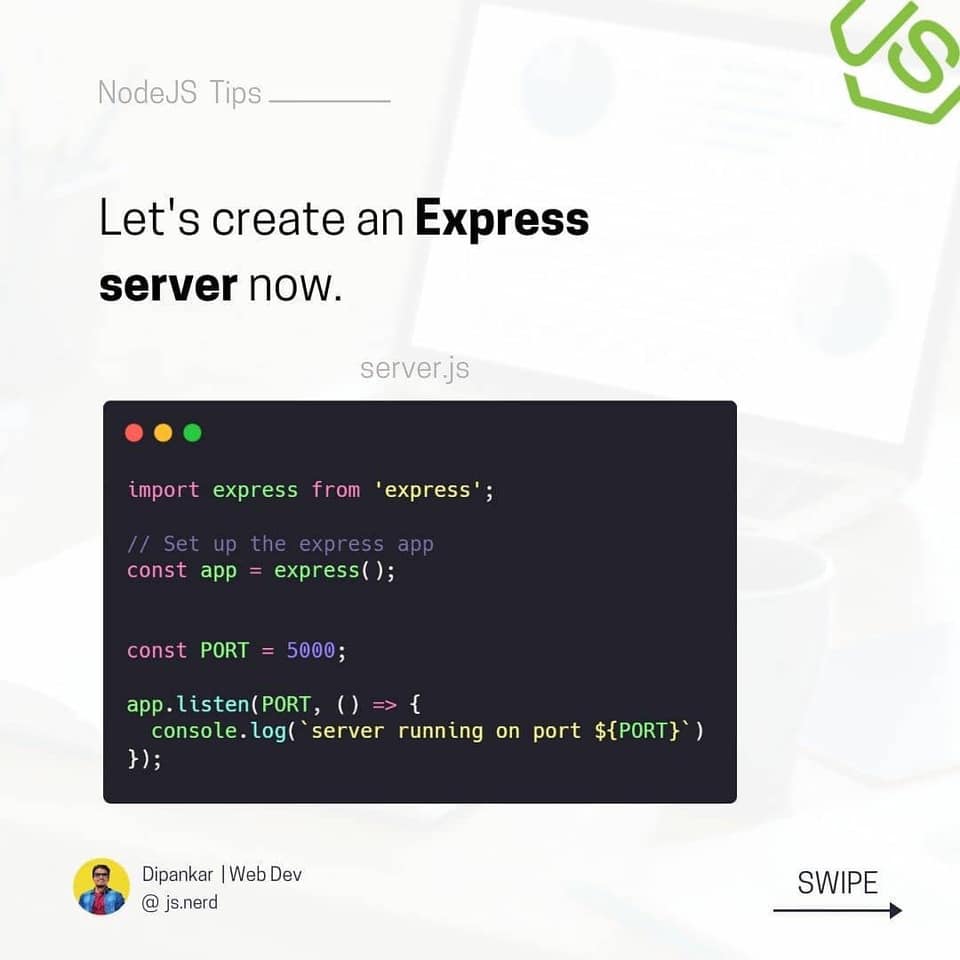 JS
NodeJS Tips
Let's create an Express
server now.
server.js
import express from 'express';
// Set up the express app
const app = express();
const PORT = 5000;
app.listen(PORT, () => {
  console.log(`server running on port ${PORT}`)
});
Dipankar | Web Dev
@ js.nerd
SWIPE